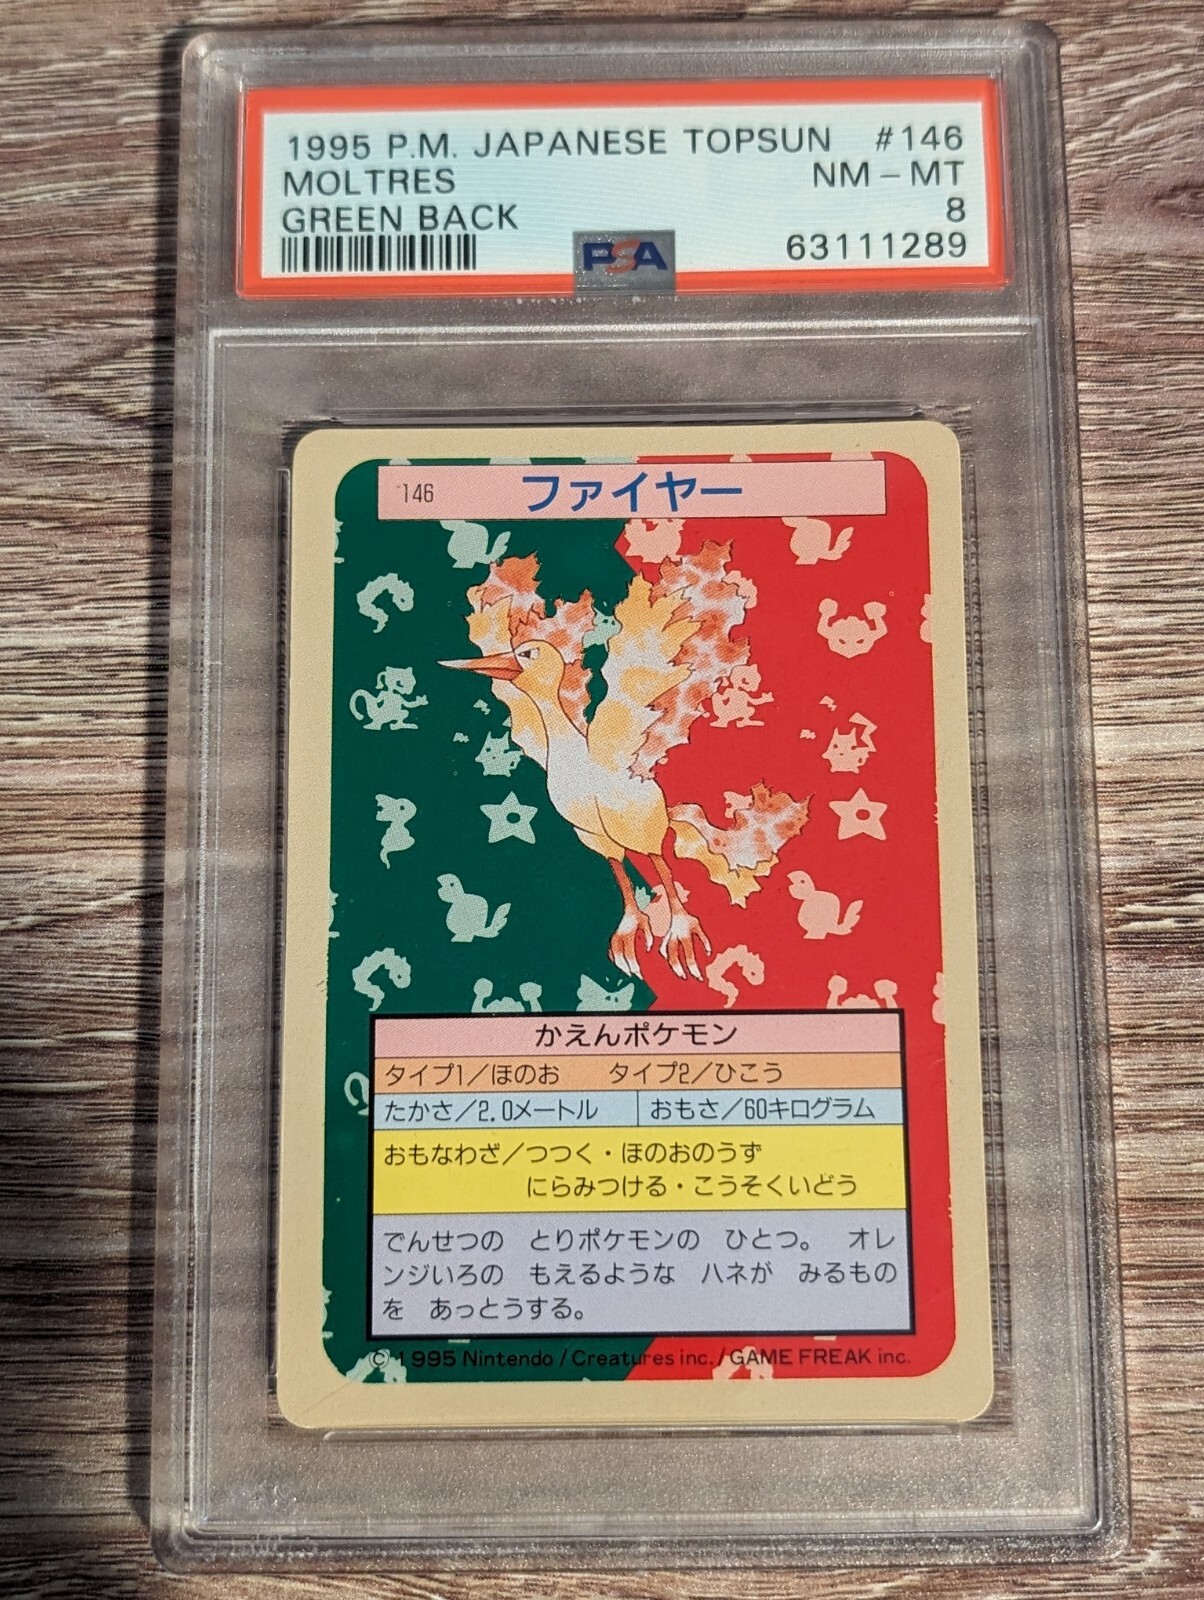 1995 P.M. JAPANESE TOPSUN #146
MOLTRES NM - MT
GREEN BACK 8
PSA 63111289
146 ファイヤー
かえんポケモン
タイプ1/ほのお タイプ2/ひこう
たかさ/2.0メートル おもさ/60キログラム
おもなわざ/つつく・ほのおのうず
にらみつける・こうそくいどう
でんせつの とりポケモンの ひとつ。 オレ
ンジいろの もえるような ハネが みるもの
を あっとうする。
© 1995 Nintendo / Creatures inc. / GAME FREAK inc.